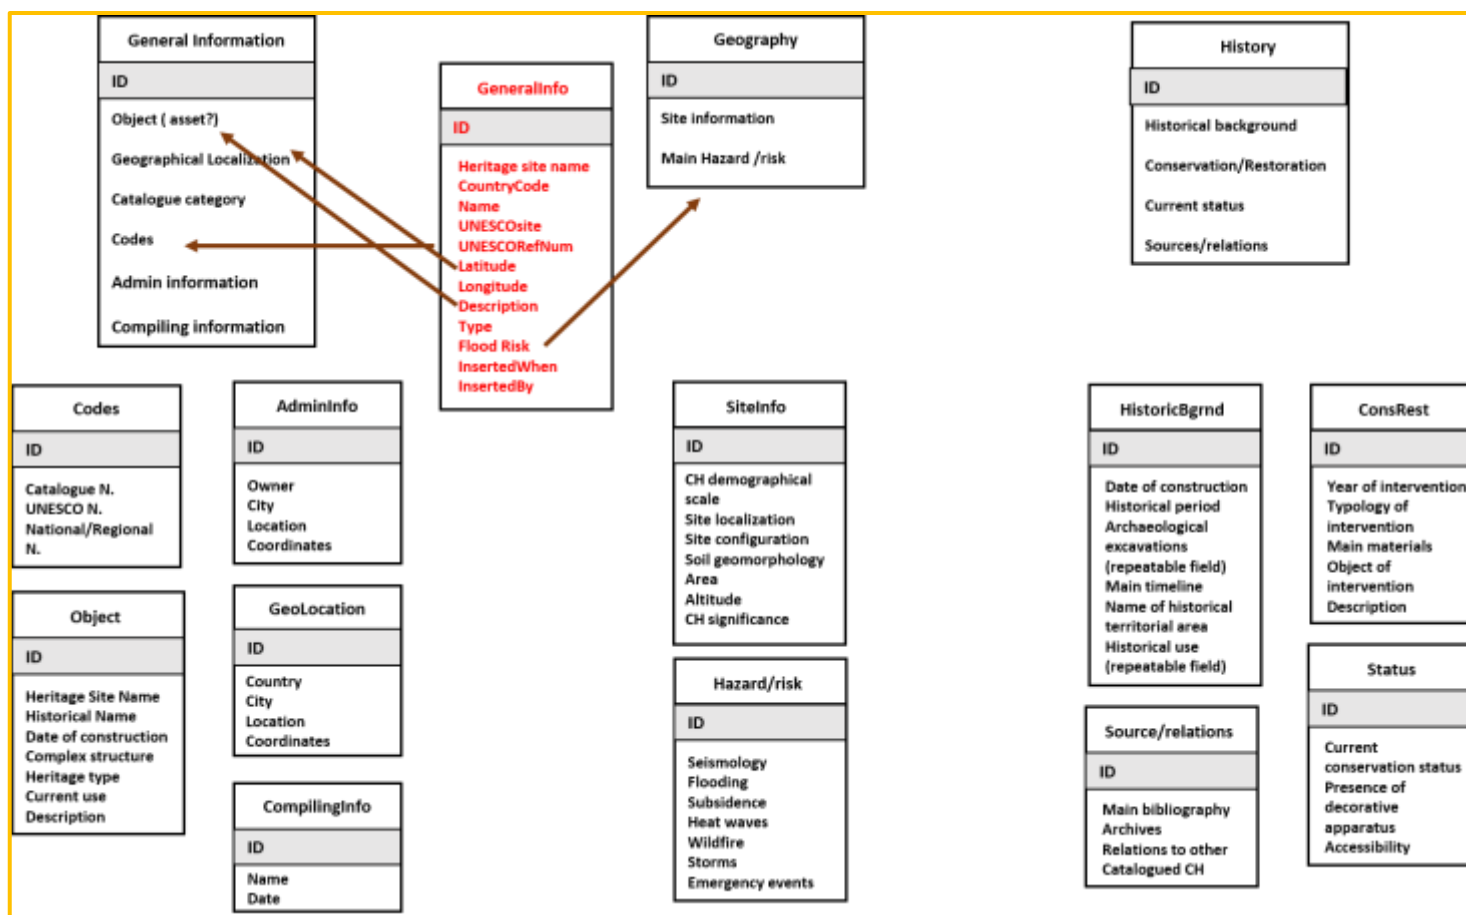 General Information
ID
Object ( asset?)
Geographical Localization
Catalogue category
Codes
Admin information
Compiling information
GeneralInfo
ID
Heritage site name
CountryCode
Name
UNESCOsite
UNESCORefNum
Latitude
Longitude
Description
Type
Flood Risk
InsertedWhen
InsertedBy
Geography
ID
Site information
Main Hazard /risk
History
ID
Historical background
Conservation/Restoration
Current status
Sources/relations
Codes
ID
Catalogue N.
UNESCO N.
National/Regional
N.
Object
ID
Heritage Site Name
Historical Name
Date of construction
Complex structure
Heritage type
Current use
Description
AdminInfo
ID
Owner
City
Location
Coordinates
GeoLocation
ID
Country
City
Location
Coordinates
CompilingInfo
ID
Name
Date
SiteInfo
ID
CH demographical
scale
Site localization
Site configuration
Soil geomorphology
Area
Altitude
CH significance
Hazard/risk
ID
Seismology
Flooding
Subsidence
Heat waves
Wildfire
Storms
Emergency events
HistoricBgrnd
ID
Date of construction
Historical period
Archaeological
excavations
(repeatable field)
Main timeline
Name of historical
territorial area
Historical use
(repeatable field)
Source/relations
ID
Main bibliography
Archives
Relations to other
Catalogued CH
ConsRest
ID
Year of intervention
Typology of
intervention
Main materials
Object of
intervention
Description
Status
ID
Current
conservation status
Presence of
decorative
apparatus
Accessibility